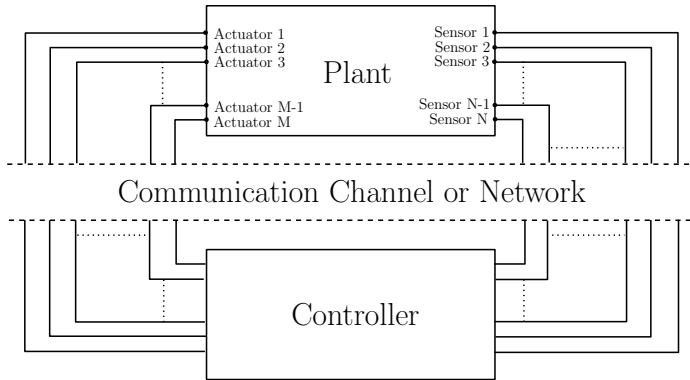 Actuator 1
Actuator 2
Actuator 3
Actuator M-1
Actuator M
Plant
Sensor 1
Sensor 2
Sensor 3
Sensor N-1
Sensor N
Communication Channel or Network
Controller